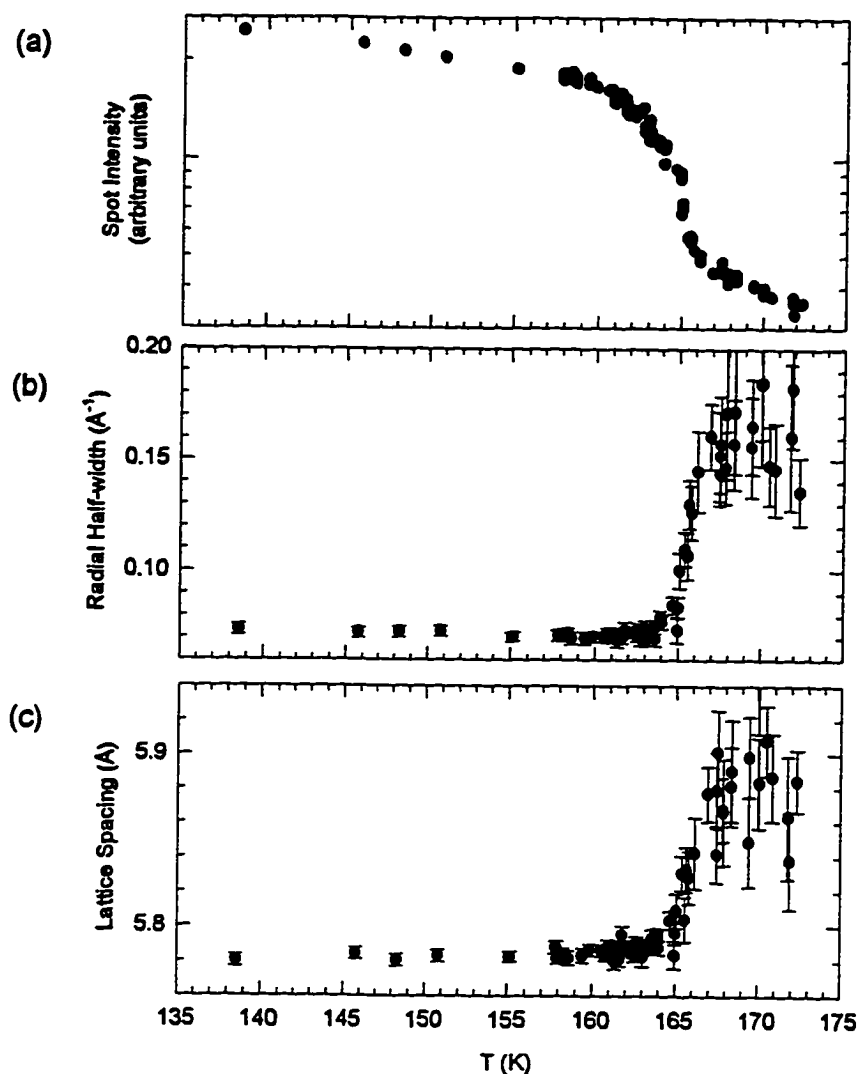 (a)
Spot Intensity
(arbitrary units)
(b)
Radial Half-width (Å⁻¹)
0.20
0.15
0.10
(c)
Lattice Spacing (Å)
5.9
5.8
135 140 145 150 155 160 165 170 175
T (K)